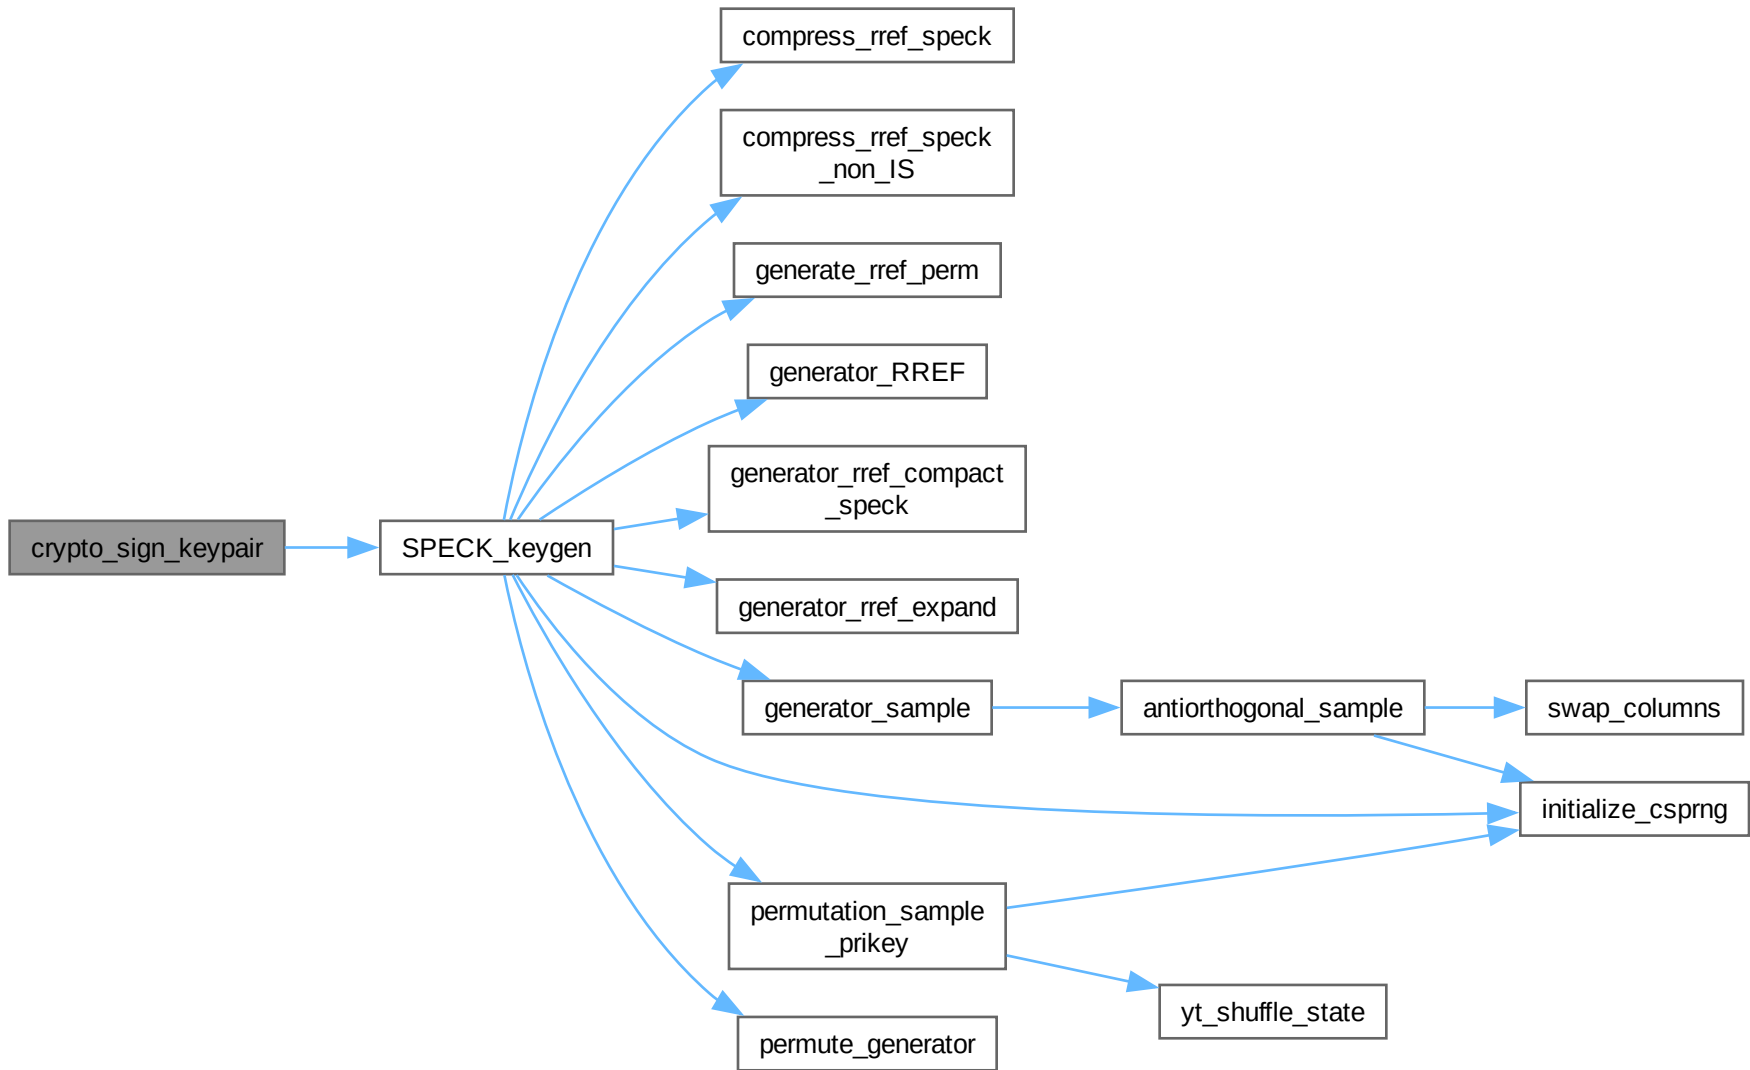 compress_rref_speck
compress_rref_speck
_non_IS
generate_rref_perm
generator_RREF
generator_rref_compact
_speck
crypto_sign_keypair
SPECK_keygen
generator_rref_expand
generator_sample
antiorthogonal_sample
swap_columns
initialize_csprng
permutation_sample
_prikey
yt_shuffle_state
permute_generator